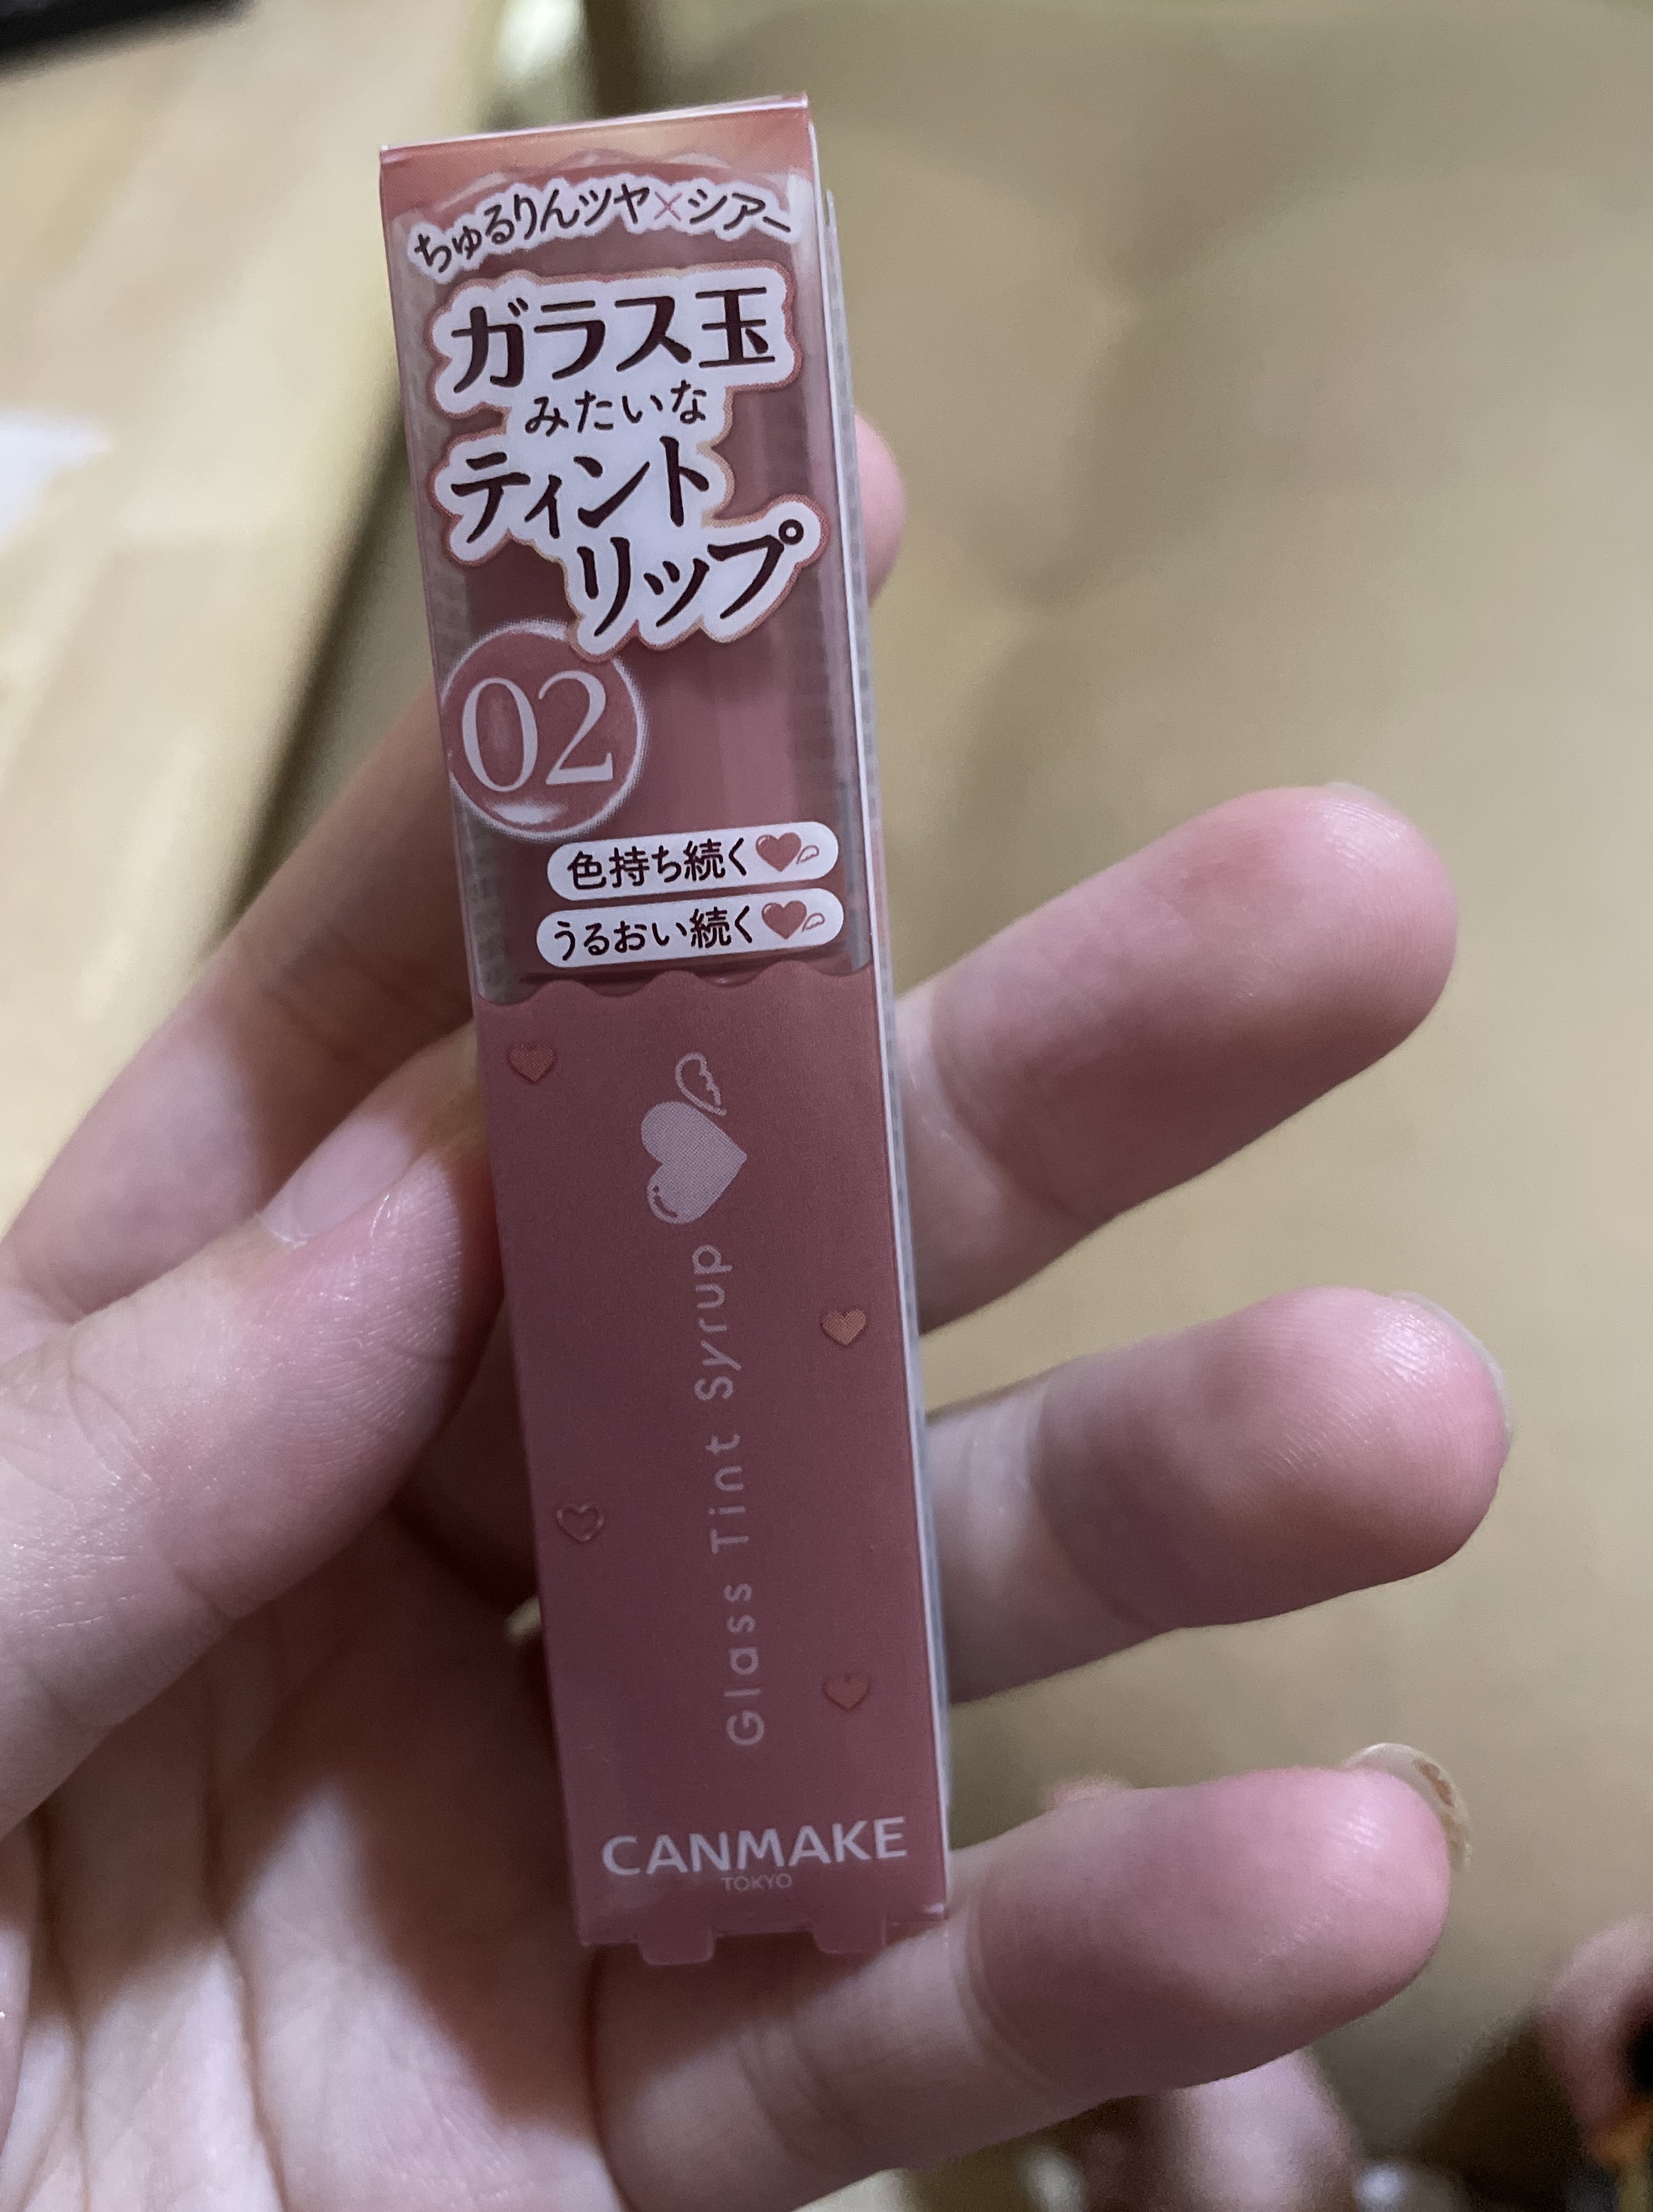 ちゅるりんツヤ×シアー
ガラス玉
みたいな
ティント
リップ
02
色持ち続く
うるおい続く
Glass Tint Syrup
CANMAKE
TOKYO